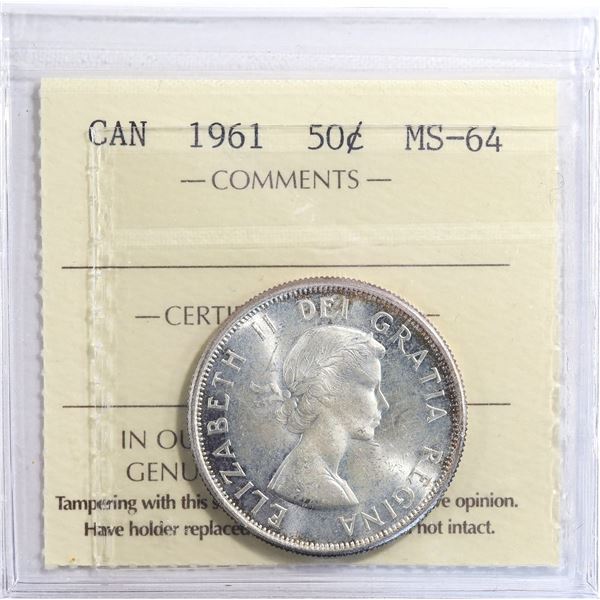 CAN 1961 50¢ MS-64
— COMMENTS —
— CERTI
IN OU
GENU
Tampering with this s ve opinion.
Have holder replaced not intact.
ELIZABETH II DEI GRATIA REGINA